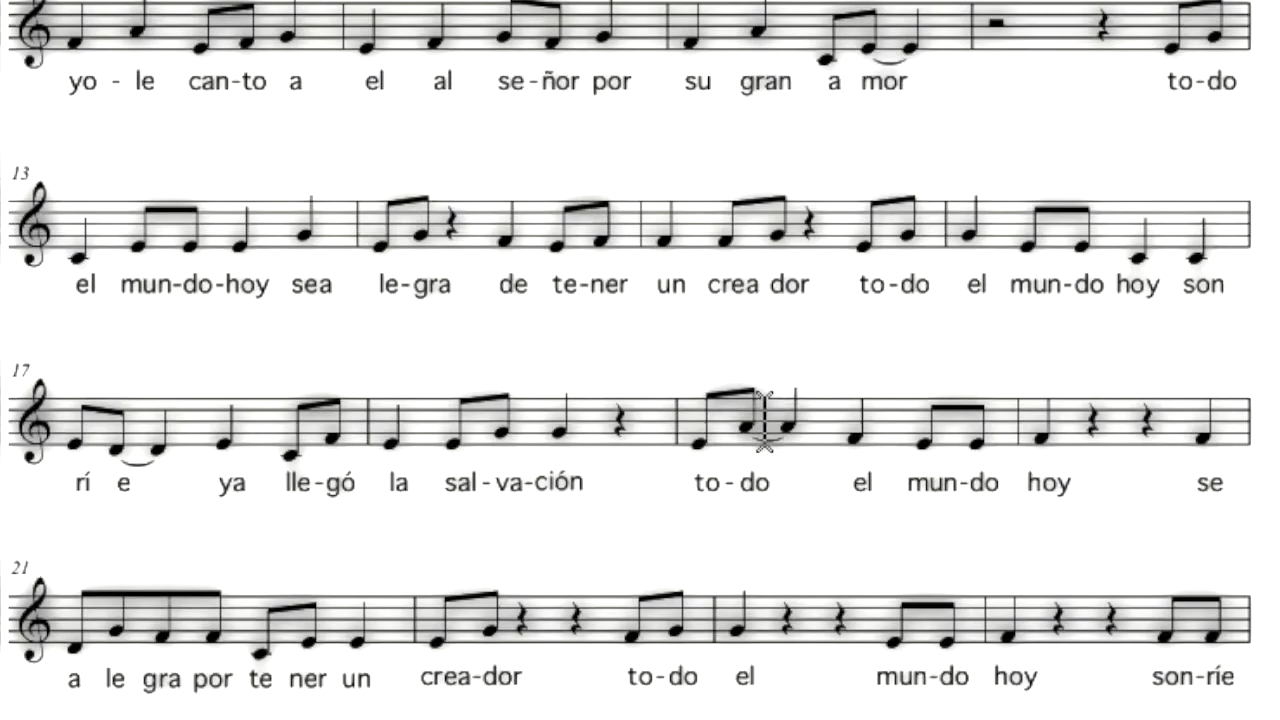 yo - le can-to a el al se-ñor por su gran a mor to-do
13
el mun-do-hoy sea le-gra de te-ner un crea dor to-do el mun-do hoy son
17
rí e ya lle-gó la sal-va-ción to-do el mun-do hoy se
21
a le gra por te ner un crea-dor to-do el mun-do hoy son-ríe